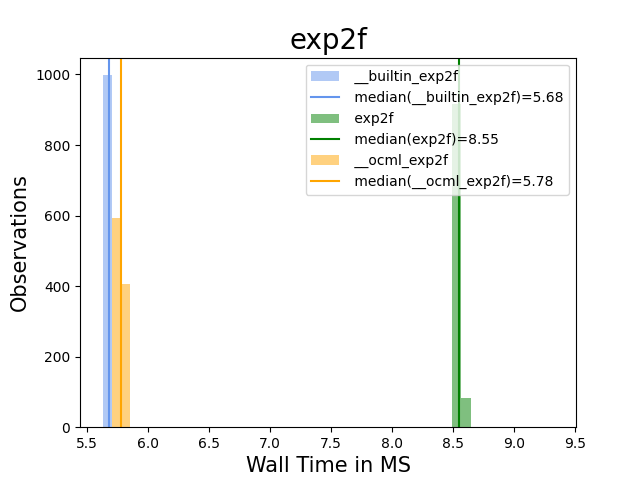 exp2f
__builtin_exp2f
median(__builtin_exp2f)=5.68
exp2f
median(exp2f)=8.55
__ocml_exp2f
median(__ocml_exp2f)=5.78
Observations
1000
800
600
400
200
0
5.5 6.0 6.5 7.0 7.5 8.0 8.5 9.0 9.5
Wall Time in MS